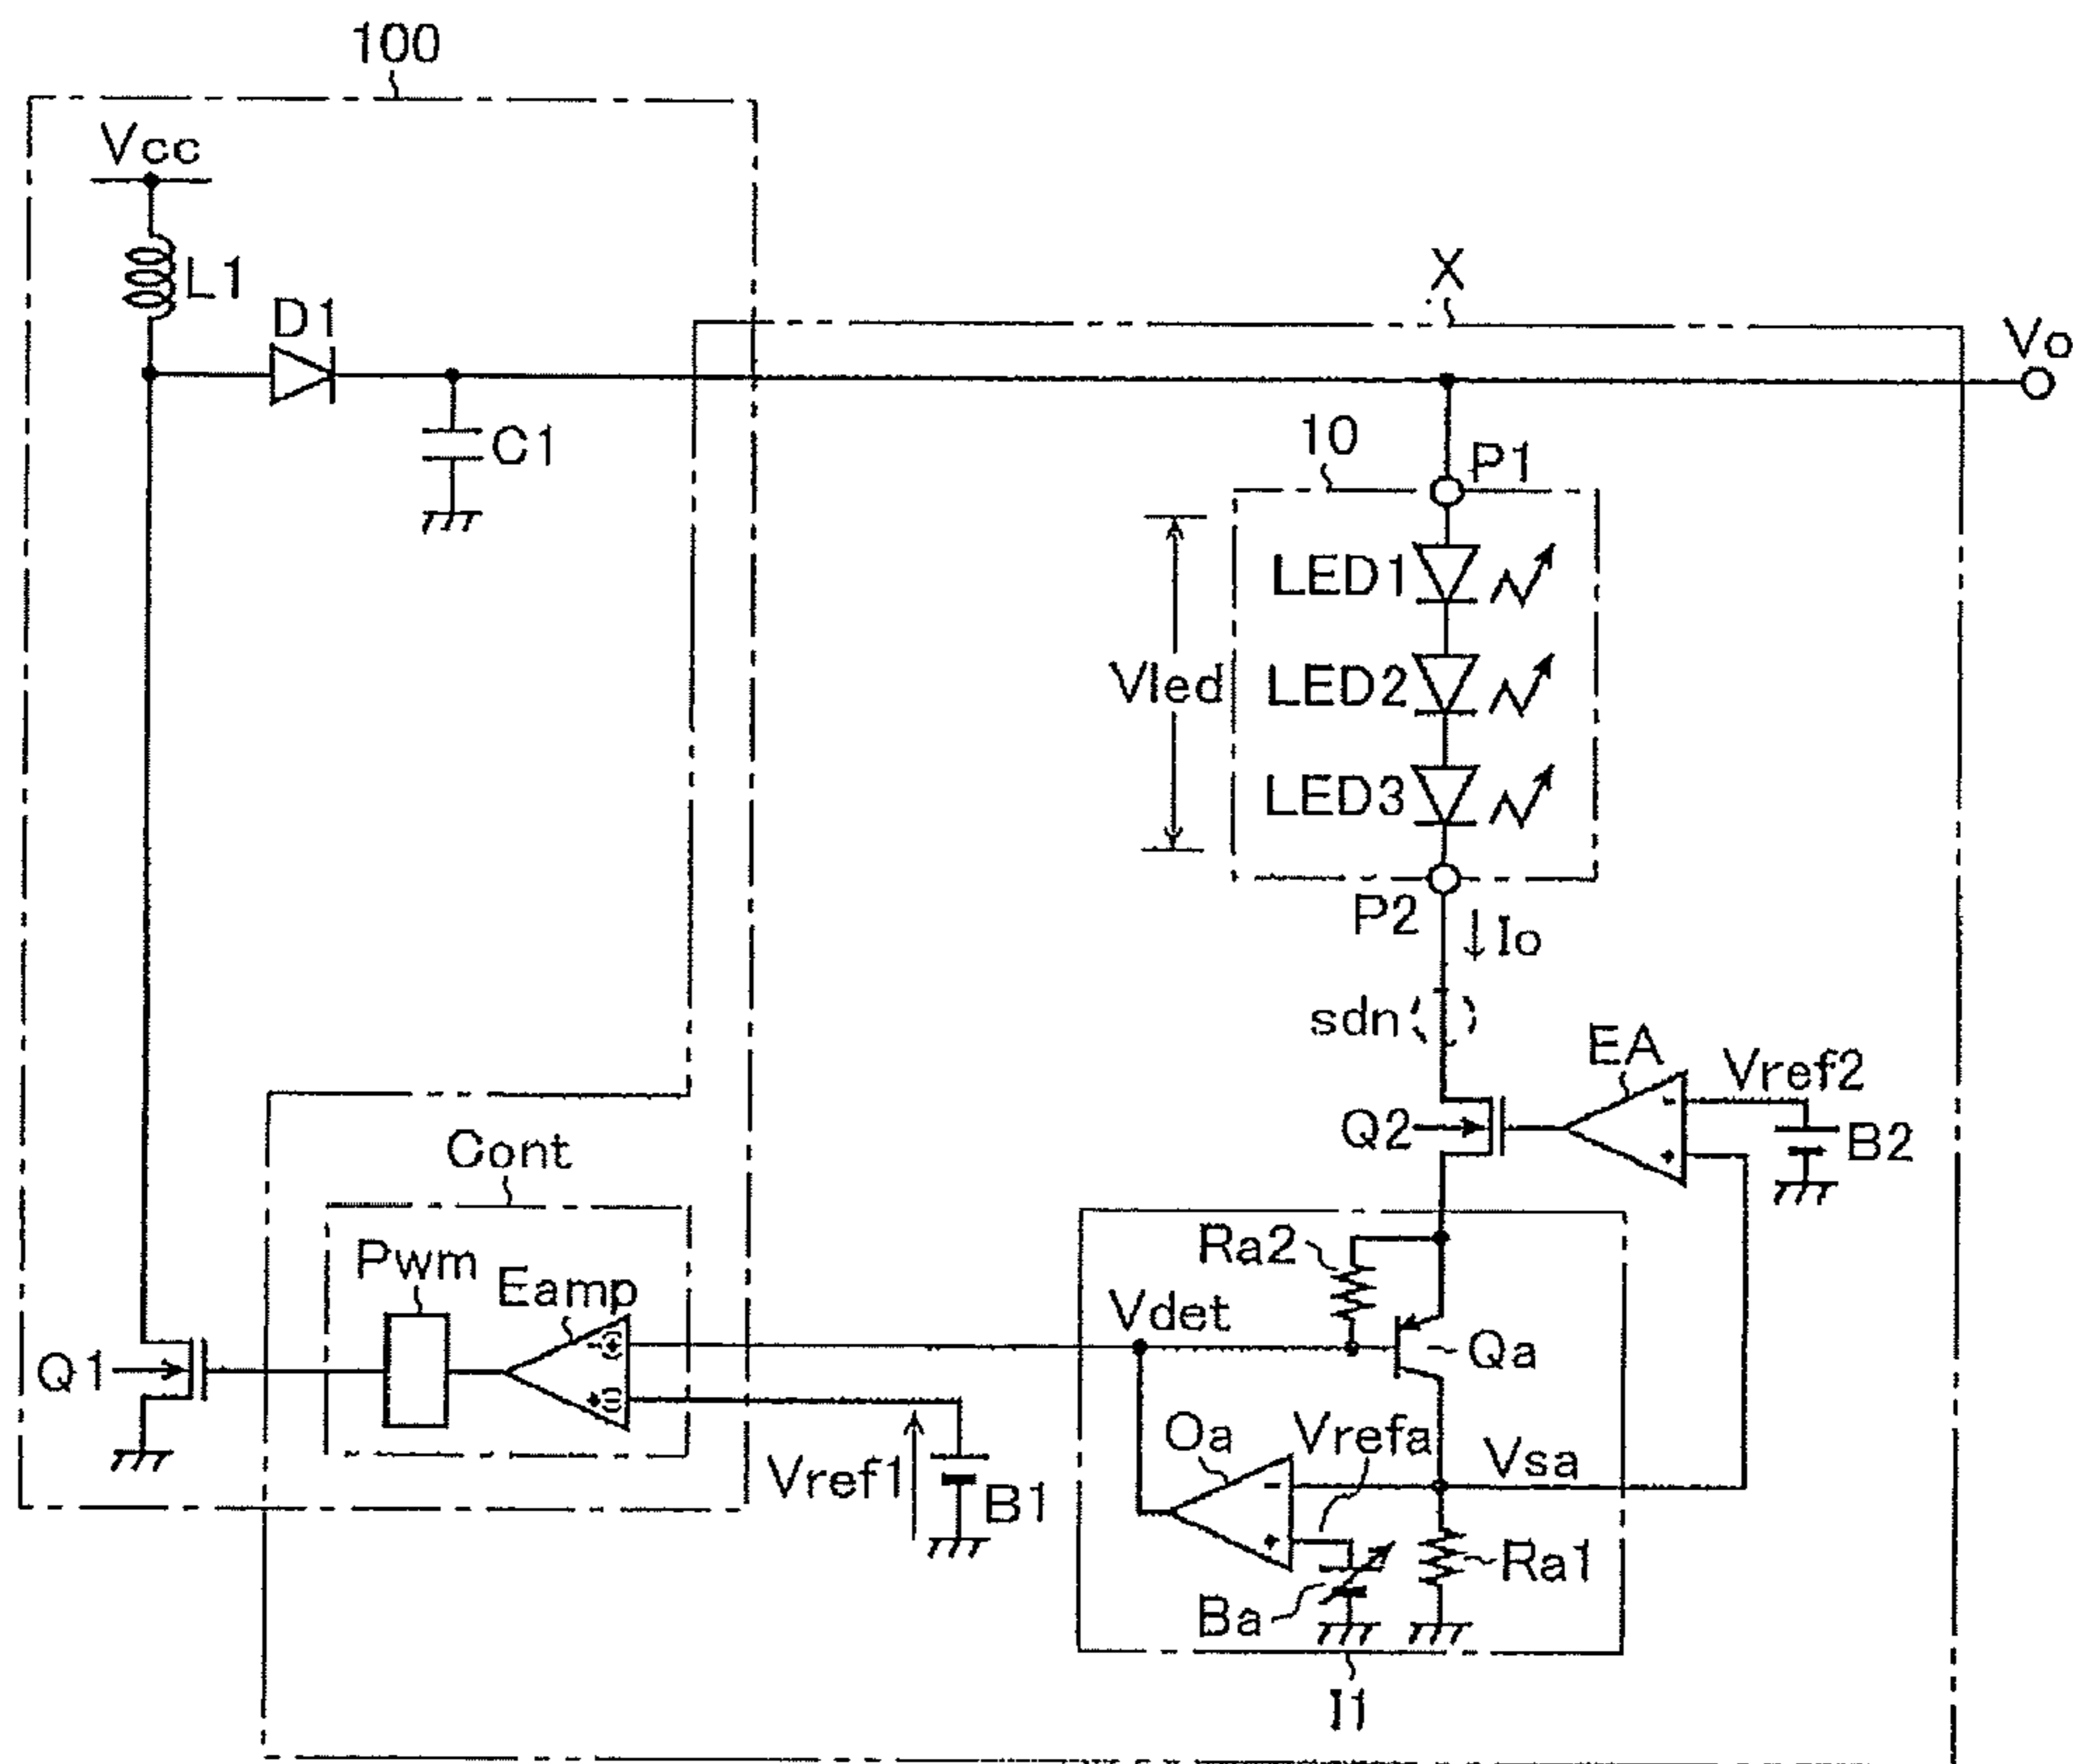 100
Vcc
L1
D1
C1
X
Vo
10
P1
LED1
Vled
LED2
LED3
P2
Io
sdn
EA
Vref2
Q2
B2
Cont
Pwm
Eamp
-(+)
+(-)
Q1
Vref1
B1
Ra2
Vdet
Qa
Oa
Vrefa
Vsa
-
+
-
+
Ba
Ra1
I1